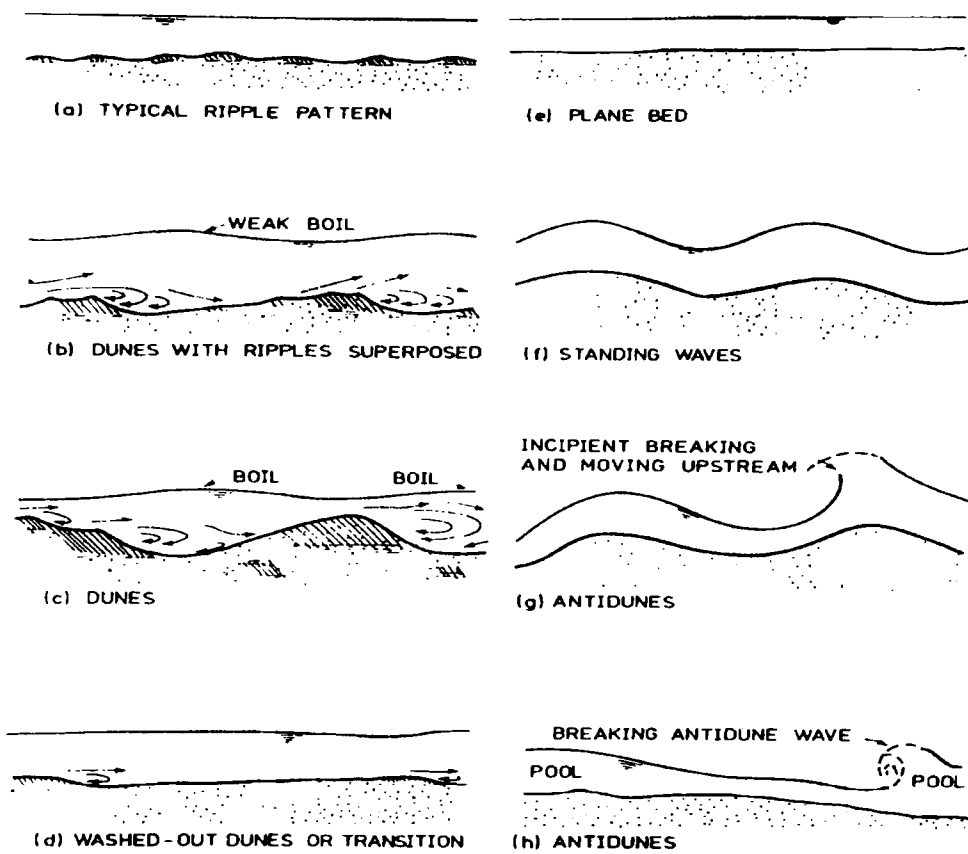 (a) TYPICAL RIPPLE PATTERN
WEAK BOIL
(b) DUNES WITH RIPPLES SUPERPOSED
BOIL
BOIL
(c) DUNES
(d) WASHED-OUT DUNES OR TRANSITION
(e) PLANE BED
(f) STANDING WAVES
INCIPIENT BREAKING
AND MOVING UPSTREAM
(g) ANTIDUNES
BREAKING ANTIDUNE WAVE
POOL
POOL
(h) ANTIDUNES